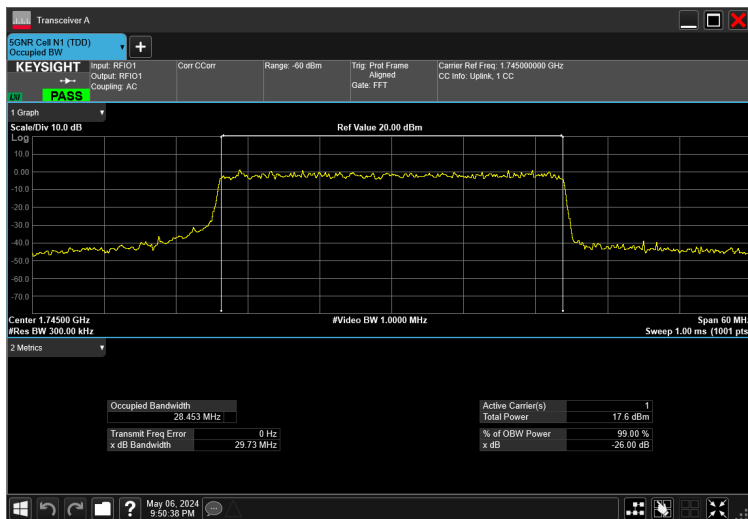 Transceiver A
5GNR Cell N1 (TDD)
Occupied BW
+
KEYSIGHT
LXI
PASS
Input: RFIO1
Output: RFIO1
Coupling: AC
Corr CCorr
Range: -60 dBm
Trig: Prot Frame
Aligned
Gate: FFT
Carrier Ref Freq: 1.745000000 GHz
CC Info: Uplink, 1 CC
1 Graph
Scale/Div 10.0 dB
Ref Value 20.00 dBm
Log
10.0
0.00
-10.0
-20.0
-30.0
-40.0
-50.0
-60.0
-70.0
Center 1.74500 GHz
#Video BW 1.0000 MHz
Span 60 MH
#Res BW 300.00 kHz
Sweep 1.00 ms (1001 pts
2 Metrics
Occupied Bandwidth
28.453 MHz
Transmit Freq Error 0 Hz
x dB Bandwidth 29.73 MHz
Active Carrier(s) 1
Total Power 17.6 dBm
% of OBW Power 99.00 %
x dB -26.00 dB
?
May 06, 2024
9:50:38 PM